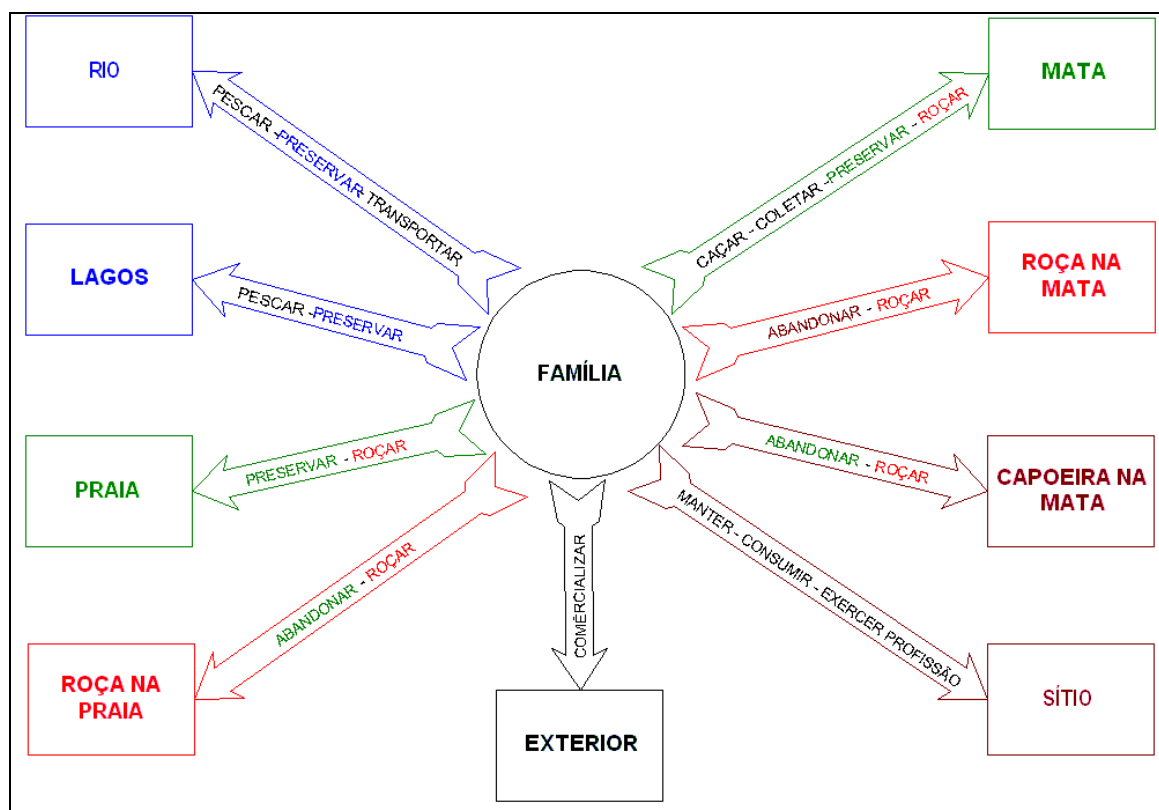 RIO
MATA
PESCAR -PRESERVAR- TRANSPORTAR
CAÇAR - COLETAR -PRESERVAR - ROÇAR
LAGOS
ROÇA NA
MATA
PESCAR -PRESERVAR
ABANDONAR - ROÇAR
FAMÍLIA
PRAIA
PRESERVAR - ROÇAR
ABANDONAR - ROÇAR
CAPOEIRA NA
MATA
ABANDONAR - ROÇAR
COMÉRCIALIZAR
MANTER - CONSUMIR - EXERCER PROFISSÃO
ROÇA NA
PRAIA
SÍTIO
EXTERIOR